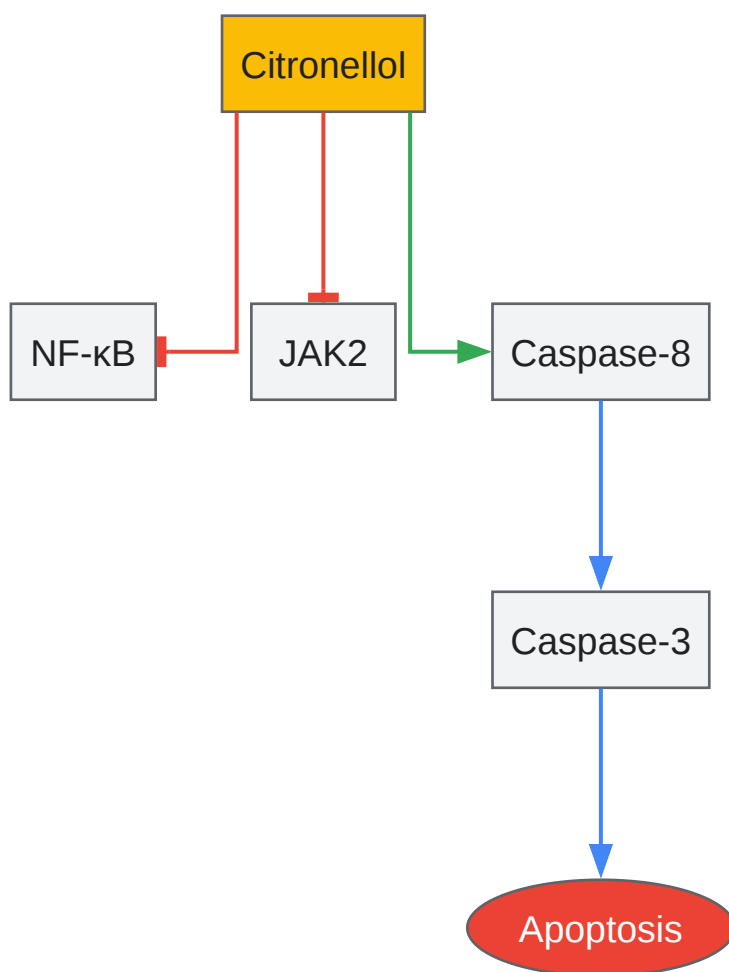 Citronellol
NF-κB
JAK2
Caspase-8
Caspase-3
Apoptosis